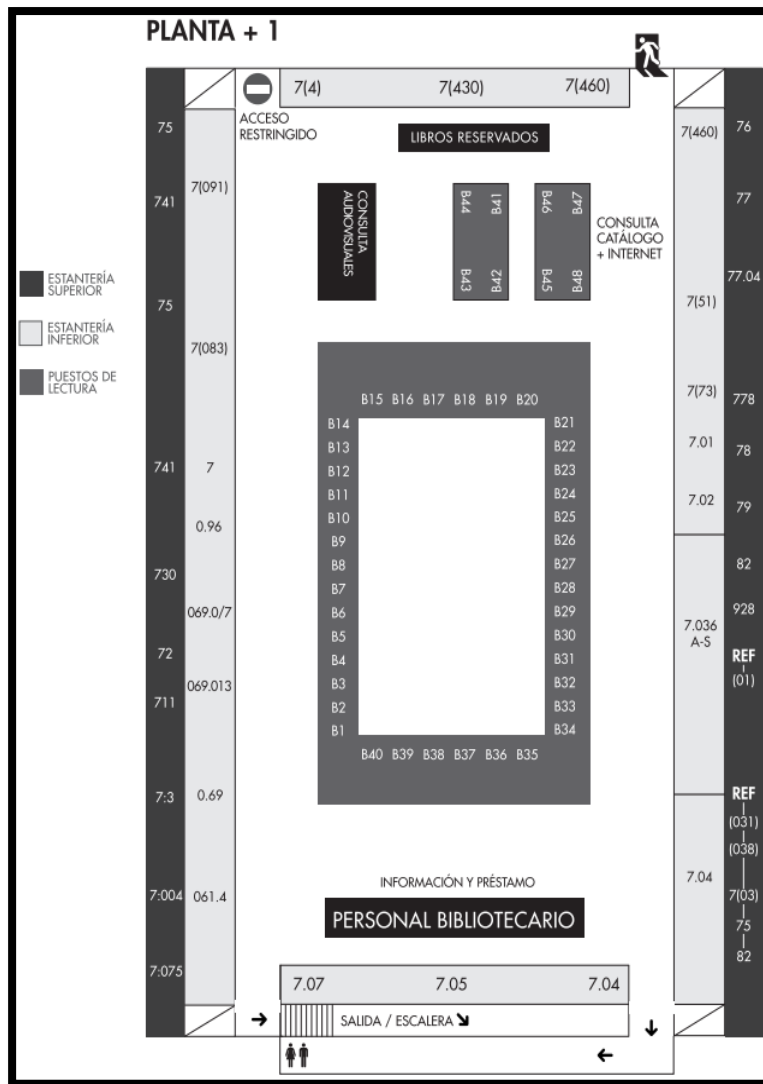 PLANTA + 1
7(4) 7(430) 7(460)
ACCESO
RESTRINGIDO
LIBROS RESERVADOS
CONSULTA
AUDIOVISUALES
B44 B41 B46 B47
B43 B42 B45 B48
CONSULTA
CATÁLOGO
+ INTERNET
ESTANTERÍA
SUPERIOR
ESTANTERÍA
INFERIOR
PUESTOS DE
LECTURA
75
741
75
741
730
72
711
7:3
7:004
7:075
7(091)
7(083)
7
0.96
069.0/7
069.013
0.69
061.4
B15 B16 B17 B18 B19 B20
B14 B21
B13 B22
B12 B23
B11 B24
B10 B25
B9 B26
B8 B27
B7 B28
B6 B29
B5 B30
B4 B31
B3 B32
B2 B33
B1 B34
B40 B39 B38 B37 B36 B35
7(460)
7(51)
7(73)
7.01
7.02
7.036
A-S
7.04
76
77
77.04
778
78
79
82
928
REF
(01)
REF
(031)
(038)
7(03)
75
82
INFORMACIÓN Y PRÉSTAMO
PERSONAL BIBLIOTECARIO
7.07 7.05 7.04
SALIDA / ESCALERA